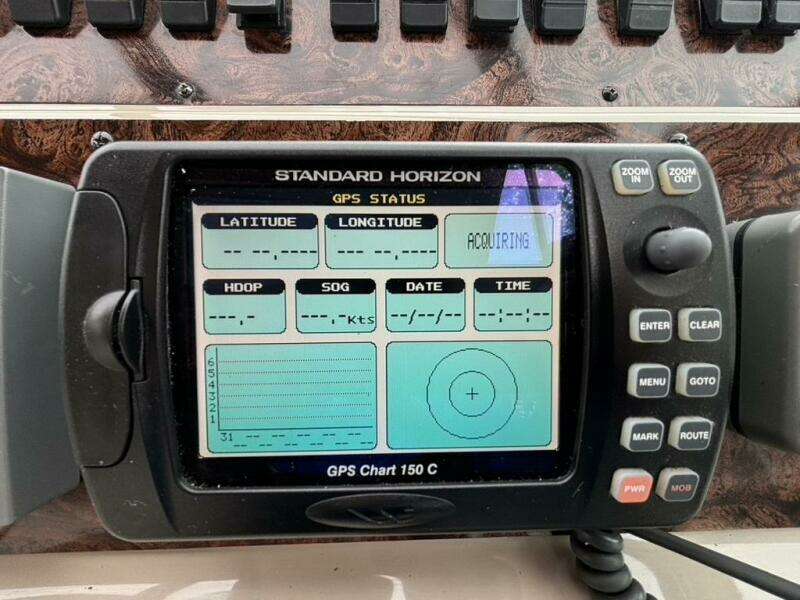 STANDARD HORIZON
GPS STATUS
LATITUDE LONGITUDE
-- --,---- --- --,---- ACQUIRING
HDOP SOG DATE TIME
---,- ---,-Kts --/--/-- --:--:--
6
5
4
3
2
1
31 -- -- -- -- --
-- -- -- -- -- --
GPS Chart 150 C
ZOOM IN ZOOM OUT
ENTER CLEAR
MENU GOTO
MARK ROUTE
PWR MOB